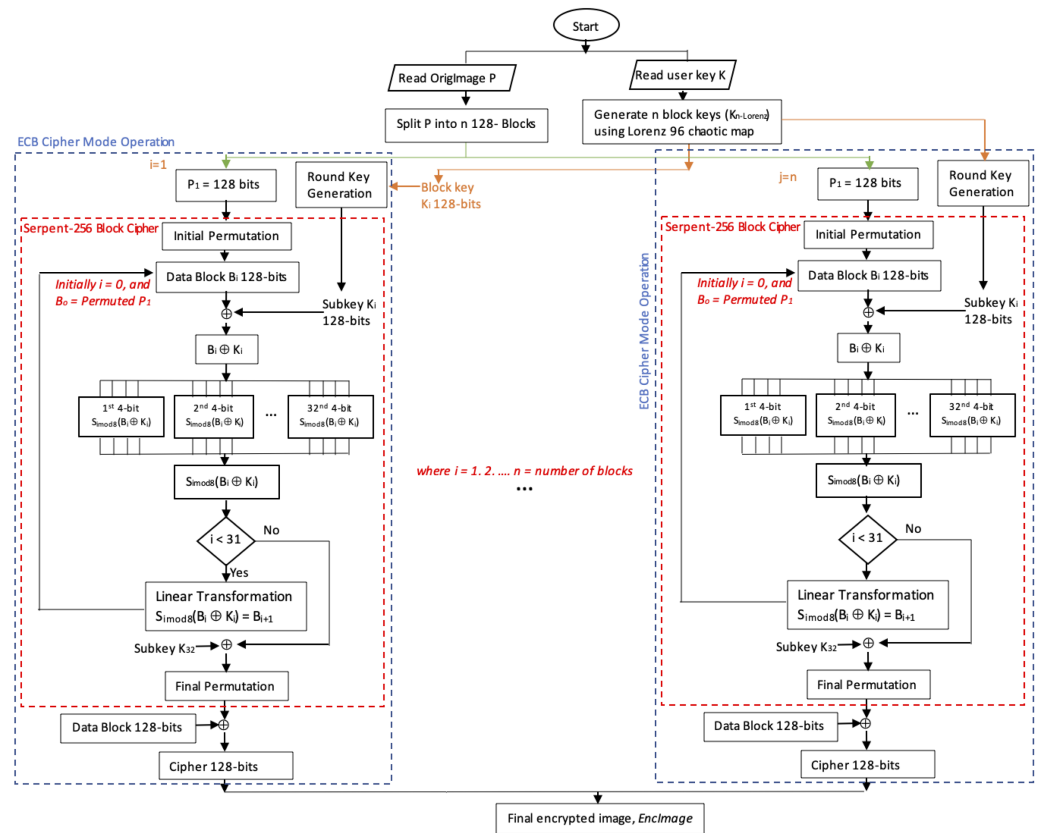 Start
Read OrigImage P
Read user key K
Split P into n 128- Blocks
Generate n block keys (Kn-Lorenz)
using Lorenz 96 chaotic map
ECB Cipher Mode Operation
i=1
P1 = 128 bits
Round Key
Generation
Block key
Ki 128-bits
Serpent-256 Block Cipher
Initial Permutation
Initially i = 0, and
Bo = Permuted P1
Data Block Bi 128-bits
Subkey Ki
128-bits
⊕
Bi ⊕ Ki
1st 4-bit
Simod8(Bi ⊕ Ki)
2nd 4-bit
Simod8(Bi ⊕ Ki)
...
32nd 4-bit
Simod8(Bi ⊕ Ki)
Simod8(Bi ⊕ Ki)
i < 31
No
Yes
Linear Transformation
Simod8(Bi ⊕ Ki) = Bi+1
Subkey K32
⊕
Final Permutation
Data Block 128-bits
⊕
Cipher 128-bits
where i = 1. 2. .... n = number of blocks
...
ECB Cipher Mode Operation
j=n
P1 = 128 bits
Round Key
Generation
Serpent-256 Block Cipher
Initial Permutation
Initially i = 0, and
Bo = Permuted P1
Data Block Bi 128-bits
Subkey Ki
128-bits
⊕
Bi ⊕ Ki
1st 4-bit
Simod8(Bi ⊕ Ki)
2nd 4-bit
Simod8(Bi ⊕ Ki)
...
32nd 4-bit
Simod8(Bi ⊕ Ki)
Simod8(Bi ⊕ Ki)
i < 31
No
Yes
Linear Transformation
Simod8(Bi ⊕ Ki) = Bi+1
Subkey K32
⊕
Final Permutation
Data Block 128-bits
⊕
Cipher 128-bits
ECB Cipher Mode Operation
Final encrypted image, EncImage